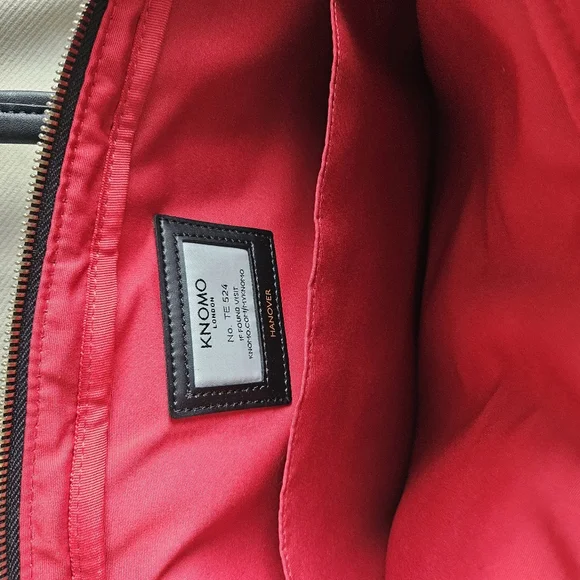 KNOMO
LONDON
No. TE 524
IF FOUND VISIT
KNOMO.COM/MYKNOMO
HANOVER